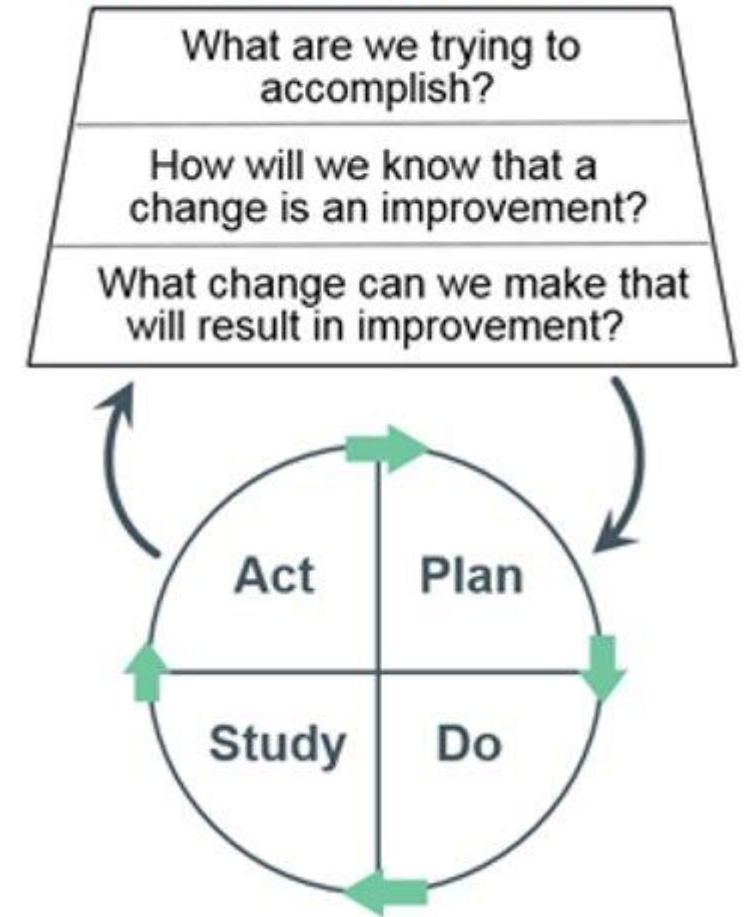 What are we trying to
accomplish?
How will we know that a
change is an improvement?
What change can we make that
will result in improvement?
Act
Plan
Study
Do